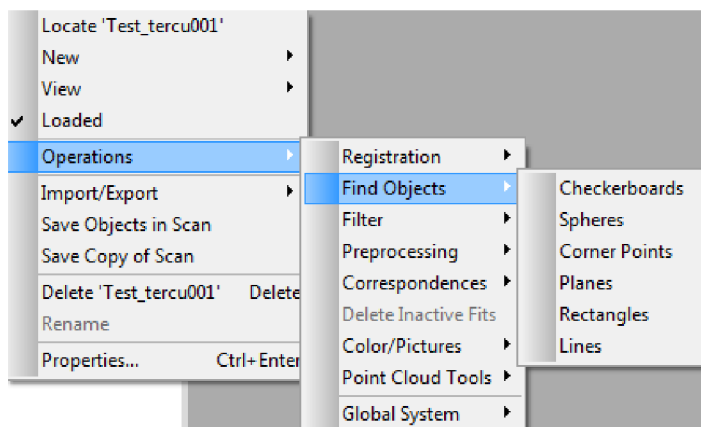 Locate 'Test_tercu001'
New
View
Loaded
Operations
Import/Export
Save Objects in Scan
Save Copy of Scan
Delete 'Test_tercu001' Delete
Rename
Properties... Ctrl+Enter
Registration
Find Objects
Filter
Preprocessing
Correspondences
Delete Inactive Fits
Color/Pictures
Point Cloud Tools
Global System
Checkerboards
Spheres
Corner Points
Planes
Rectangles
Lines